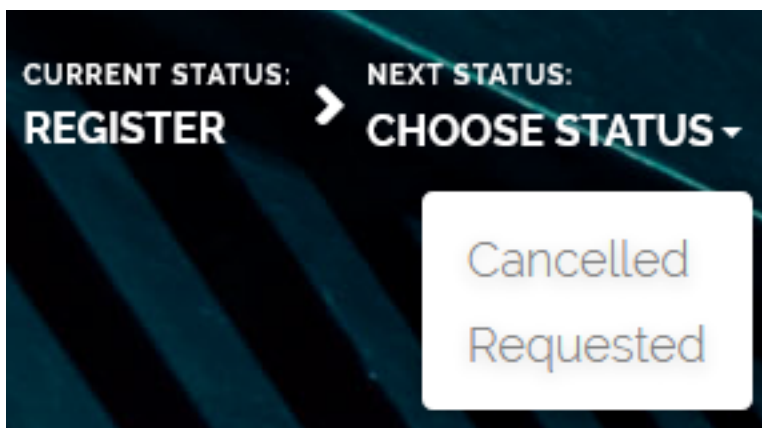 CURRENT STATUS:
REGISTER
NEXT STATUS:
CHOOSE STATUS
Cancelled
Requested